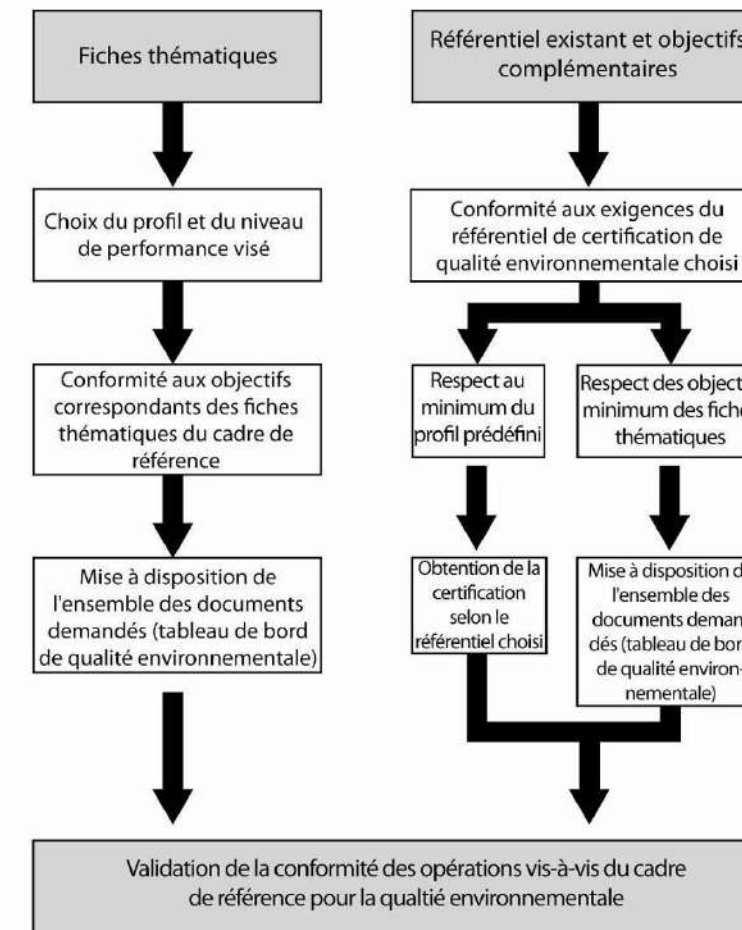 Fiches thématiques
Choix du profil et du niveau
de performance visé
Conformité aux objectifs
correspondants des fiches
thématiques du cadre de
référence
Mise à disposition de
l'ensemble des documents
demandés (tableau de bord
de qualité environnementale)
Référentiel existant et objectifs
complémentaires
Conformité aux exigences du
référentiel de certification de
qualité environnementale choisi
Respect au
minimum du
profil prédéfini
Obtention de la
certification
selon le
référentiel choisi
Respect des
minimum des
thématiques
Mise à disposition
l'ensemble des
documents
dés (tableau de
de qualité environ-
nementale)
Validation de la conformité des opérations vis-à-vis du cadre
de référence pour la qualtié environnementale